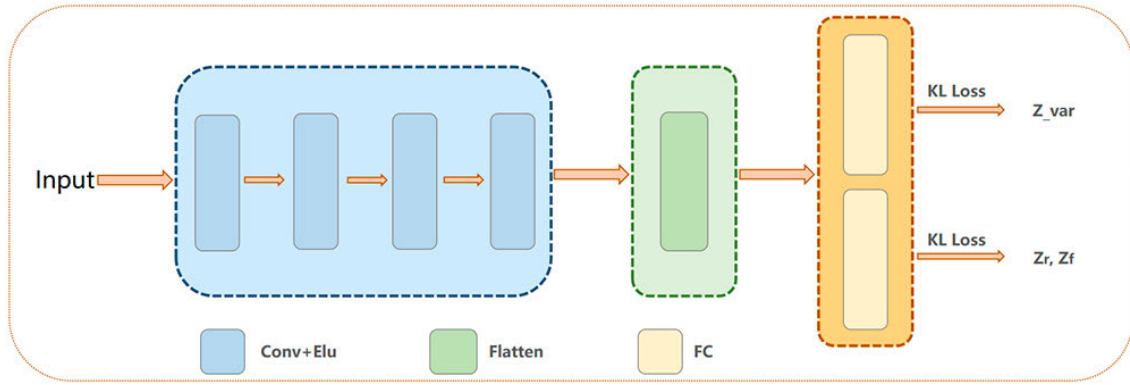 Input
KL Loss
Z_var
KL Loss
Zr, Zf
Conv+Elu
Flatten
FC